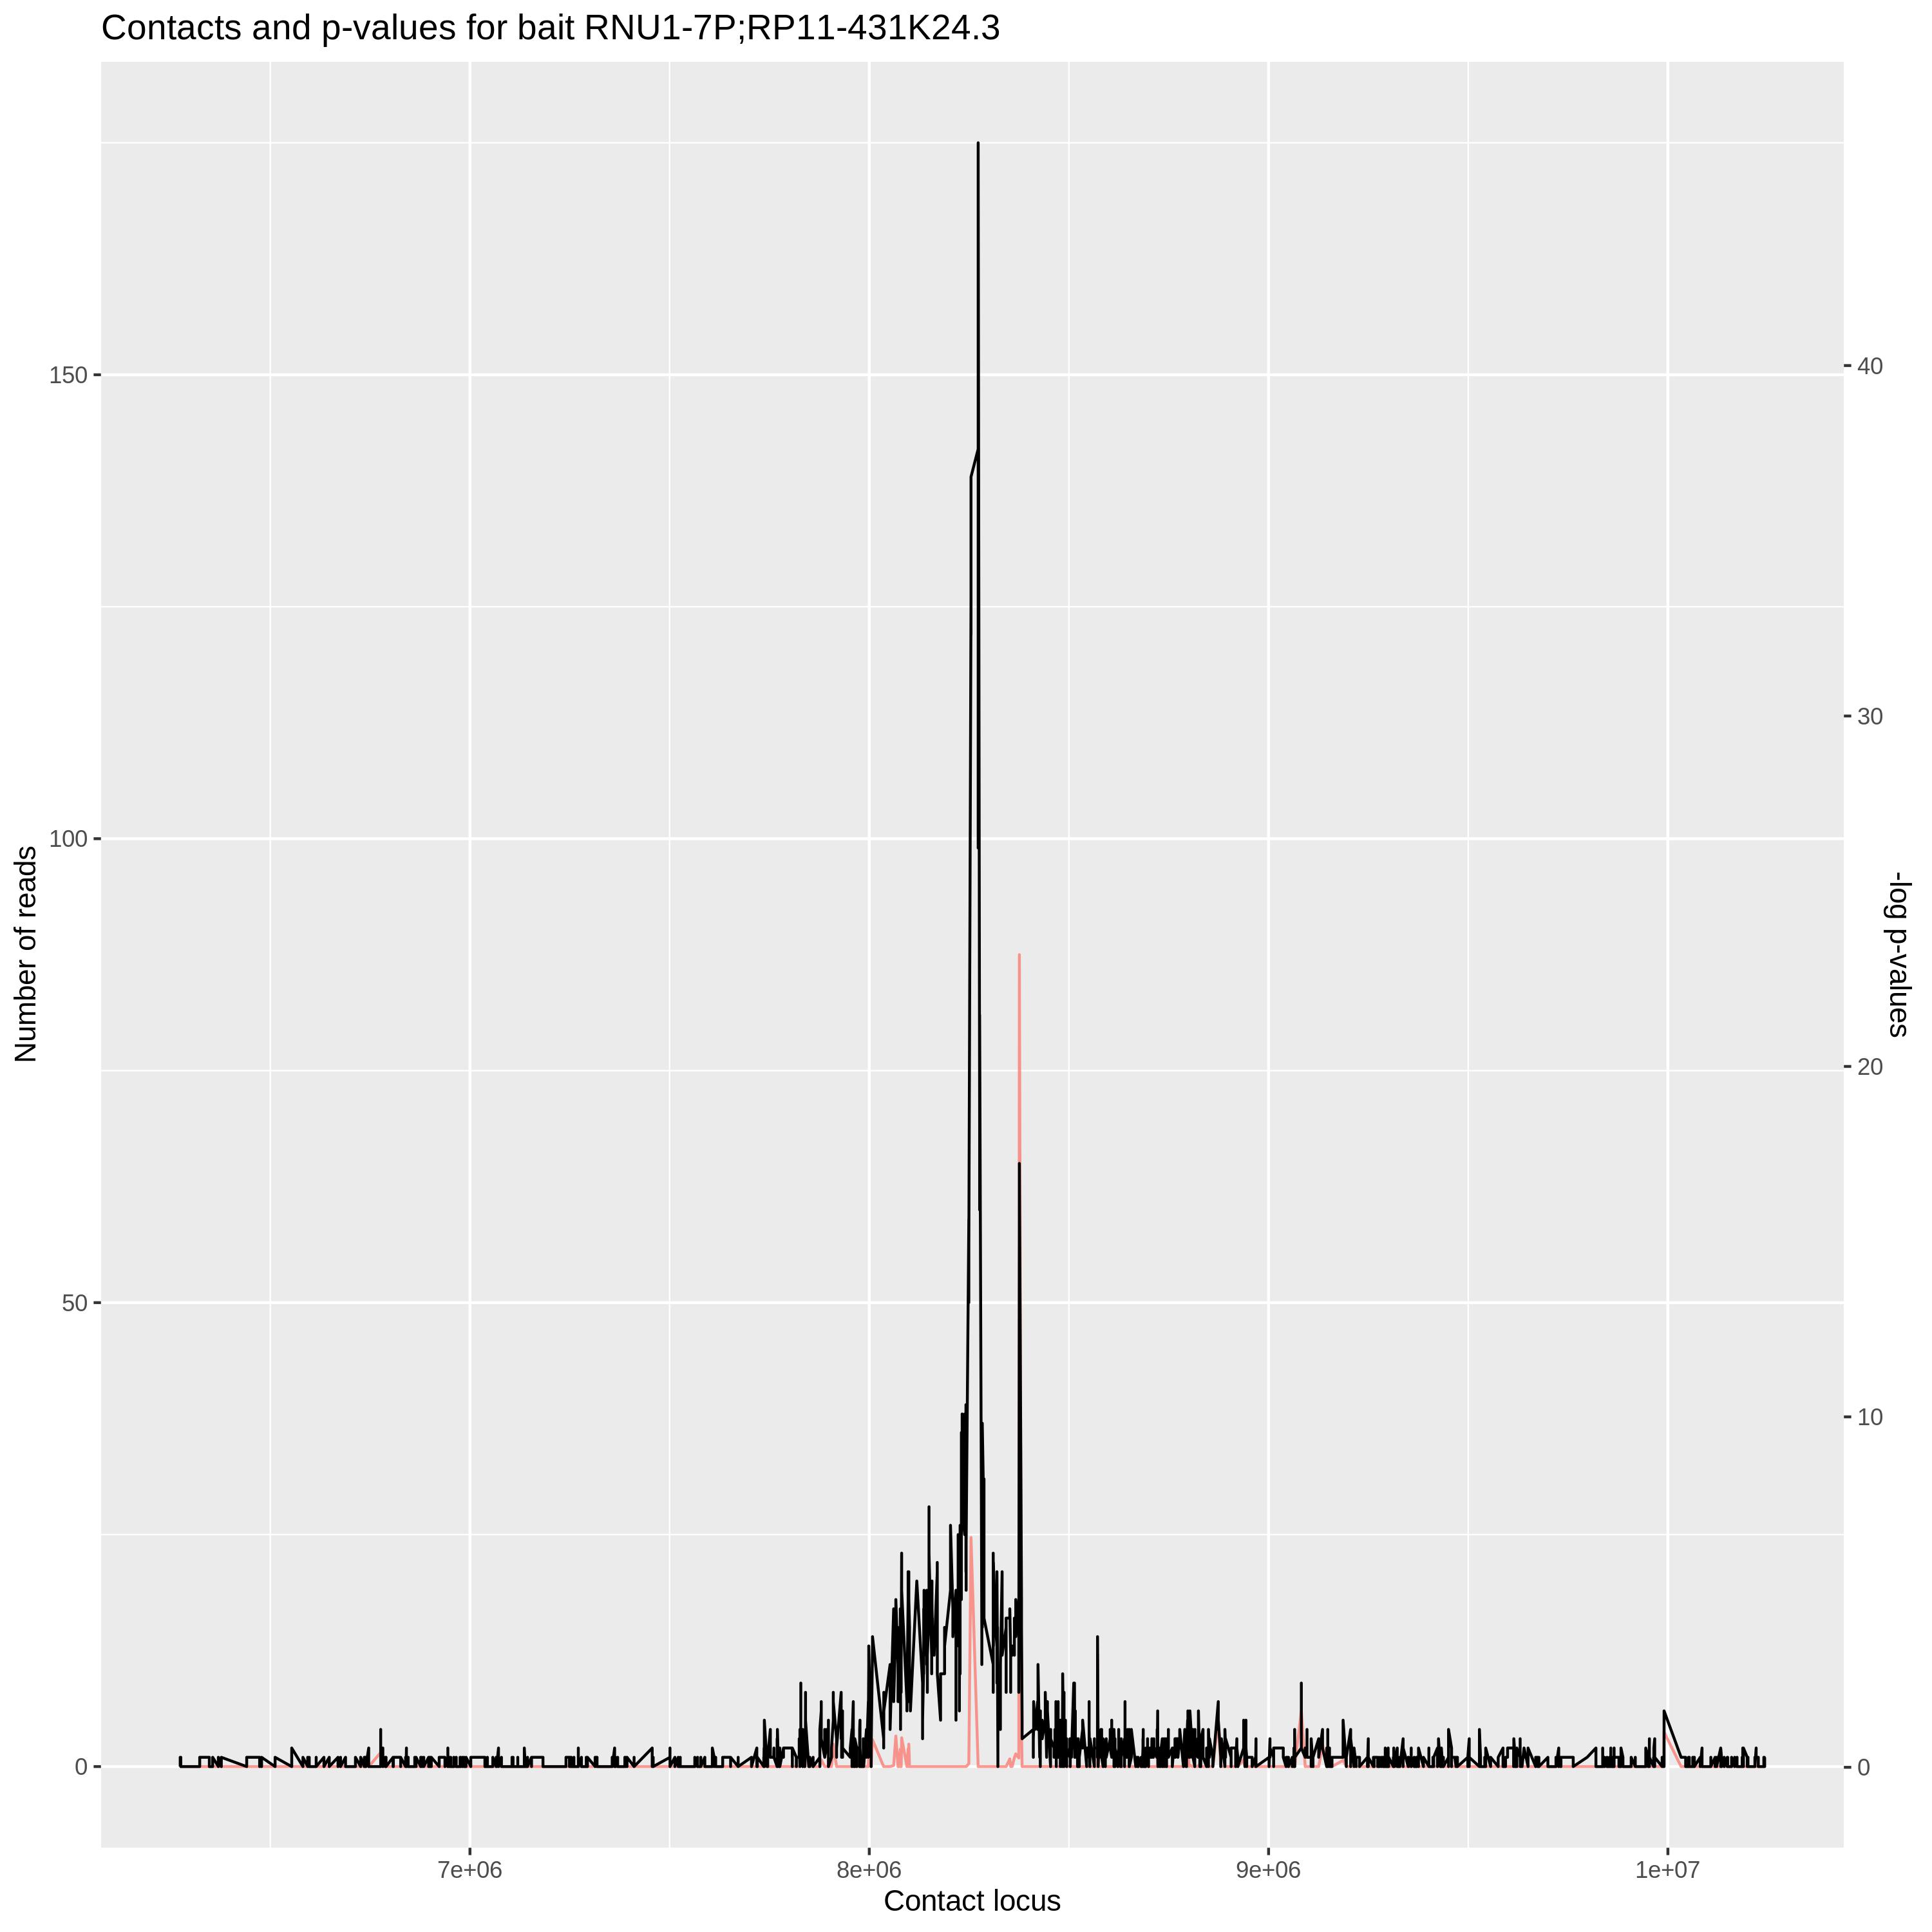 Contacts and p-values for bait RNU1-7P;RP11-431K24.3
150
100
50
0
40
30
20
10
0
Number of reads
-log p-values
7e+06
8e+06
9e+06
1e+07
Contact locus